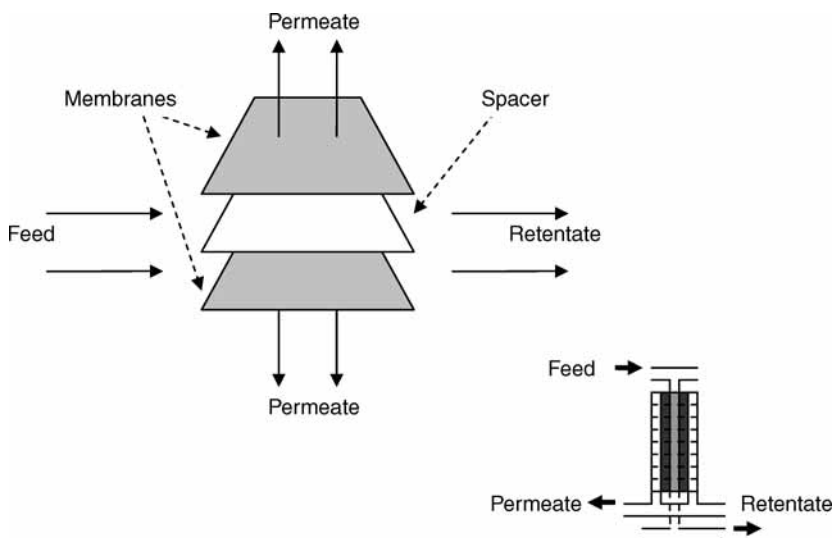 Permeate
Membranes
Spacer
Feed
Retentate
Permeate
Feed
Permeate
Retentate